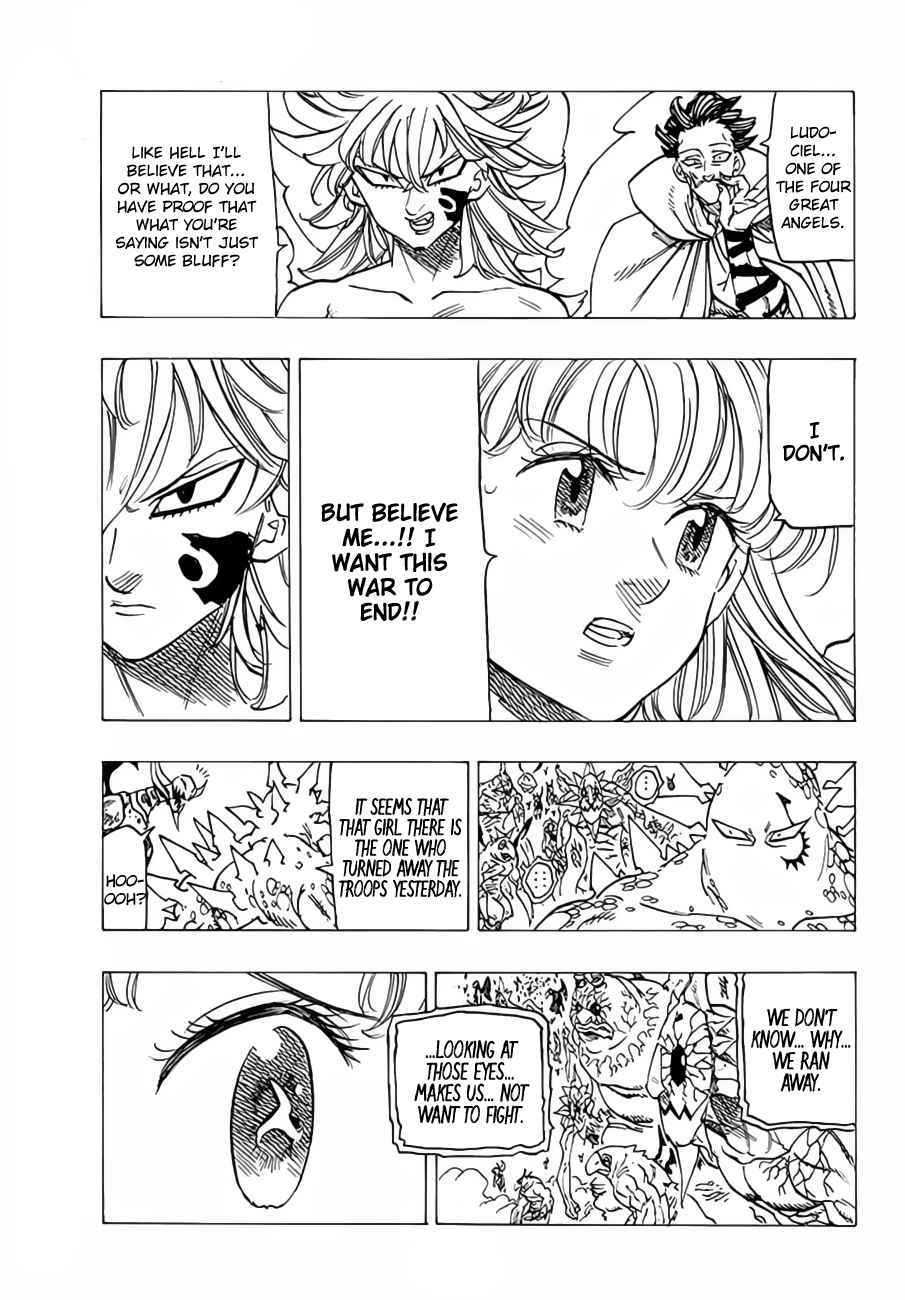 LUDO-
CIEL...
ONE OF
THE FOUR
GREAT
ANGELS.
LIKE HELL I'LL
BELIEVE THAT...
OR WHAT, DO YOU
HAVE PROOF THAT
WHAT YOU'RE
SAYING ISN'T JUST
SOME BLUFF?
I
DON'T.
BUT BELIEVE
ME...!! I
WANT THIS
WAR TO
END!!
...
...
IT SEEMS THAT
THAT GIRL THERE IS
THE ONE WHO
TURNED AWAY THE
TROOPS YESTERDAY.
HOO-
OOH?
WE DON'T
KNOW... WHY...
WE RAN
AWAY.
...LOOKING AT
THOSE EYES...
MAKES US... NOT
WANT TO FIGHT.